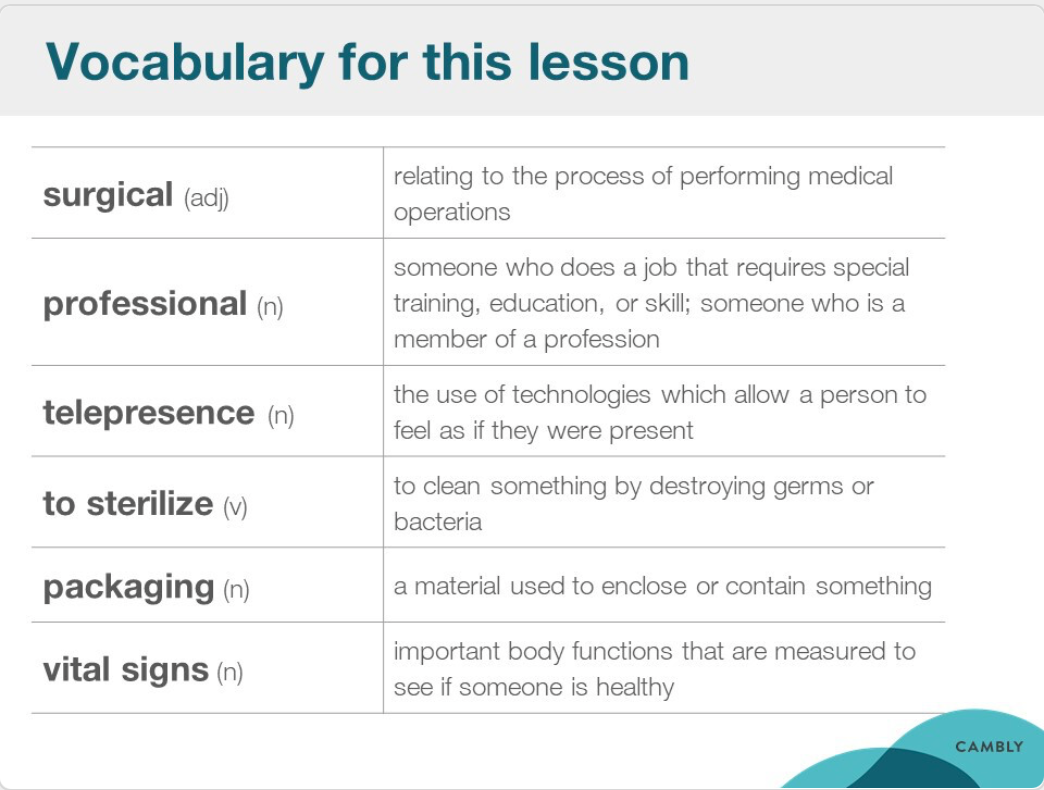 Vocabulary for this lesson
surgical (adj)
relating to the process of performing medical
operations
professional (n)
someone who does a job that requires special
training, education, or skill; someone who is a
member of a profession
telepresence (n)
the use of technologies which allow a person to
feel as if they were present
to sterilize (v)
to clean something by destroying germs or
bacteria
packaging (n)
a material used to enclose or contain something
vital signs (n)
important body functions that are measured to
see if someone is healthy
CAMBLY